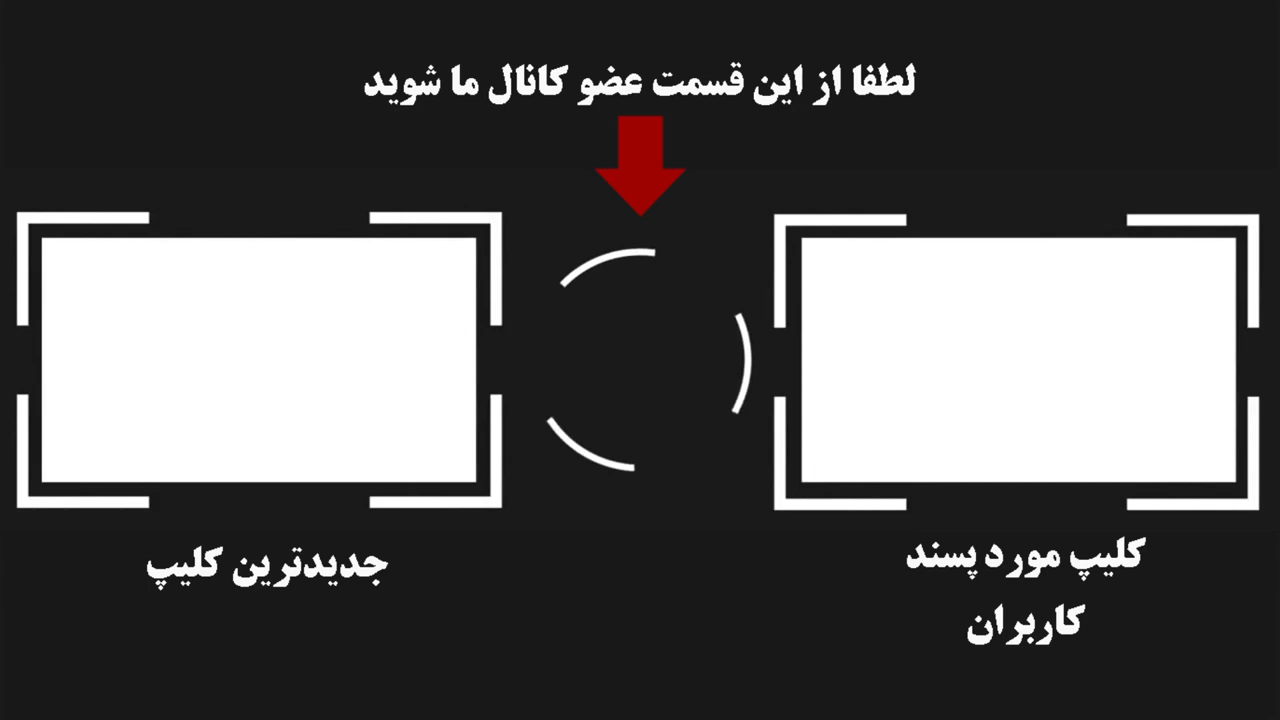 لطفا از این قسمت عضو کانال ما شوید
کلیپ مورد پسند
کاربران
جدیدترین کلیپ